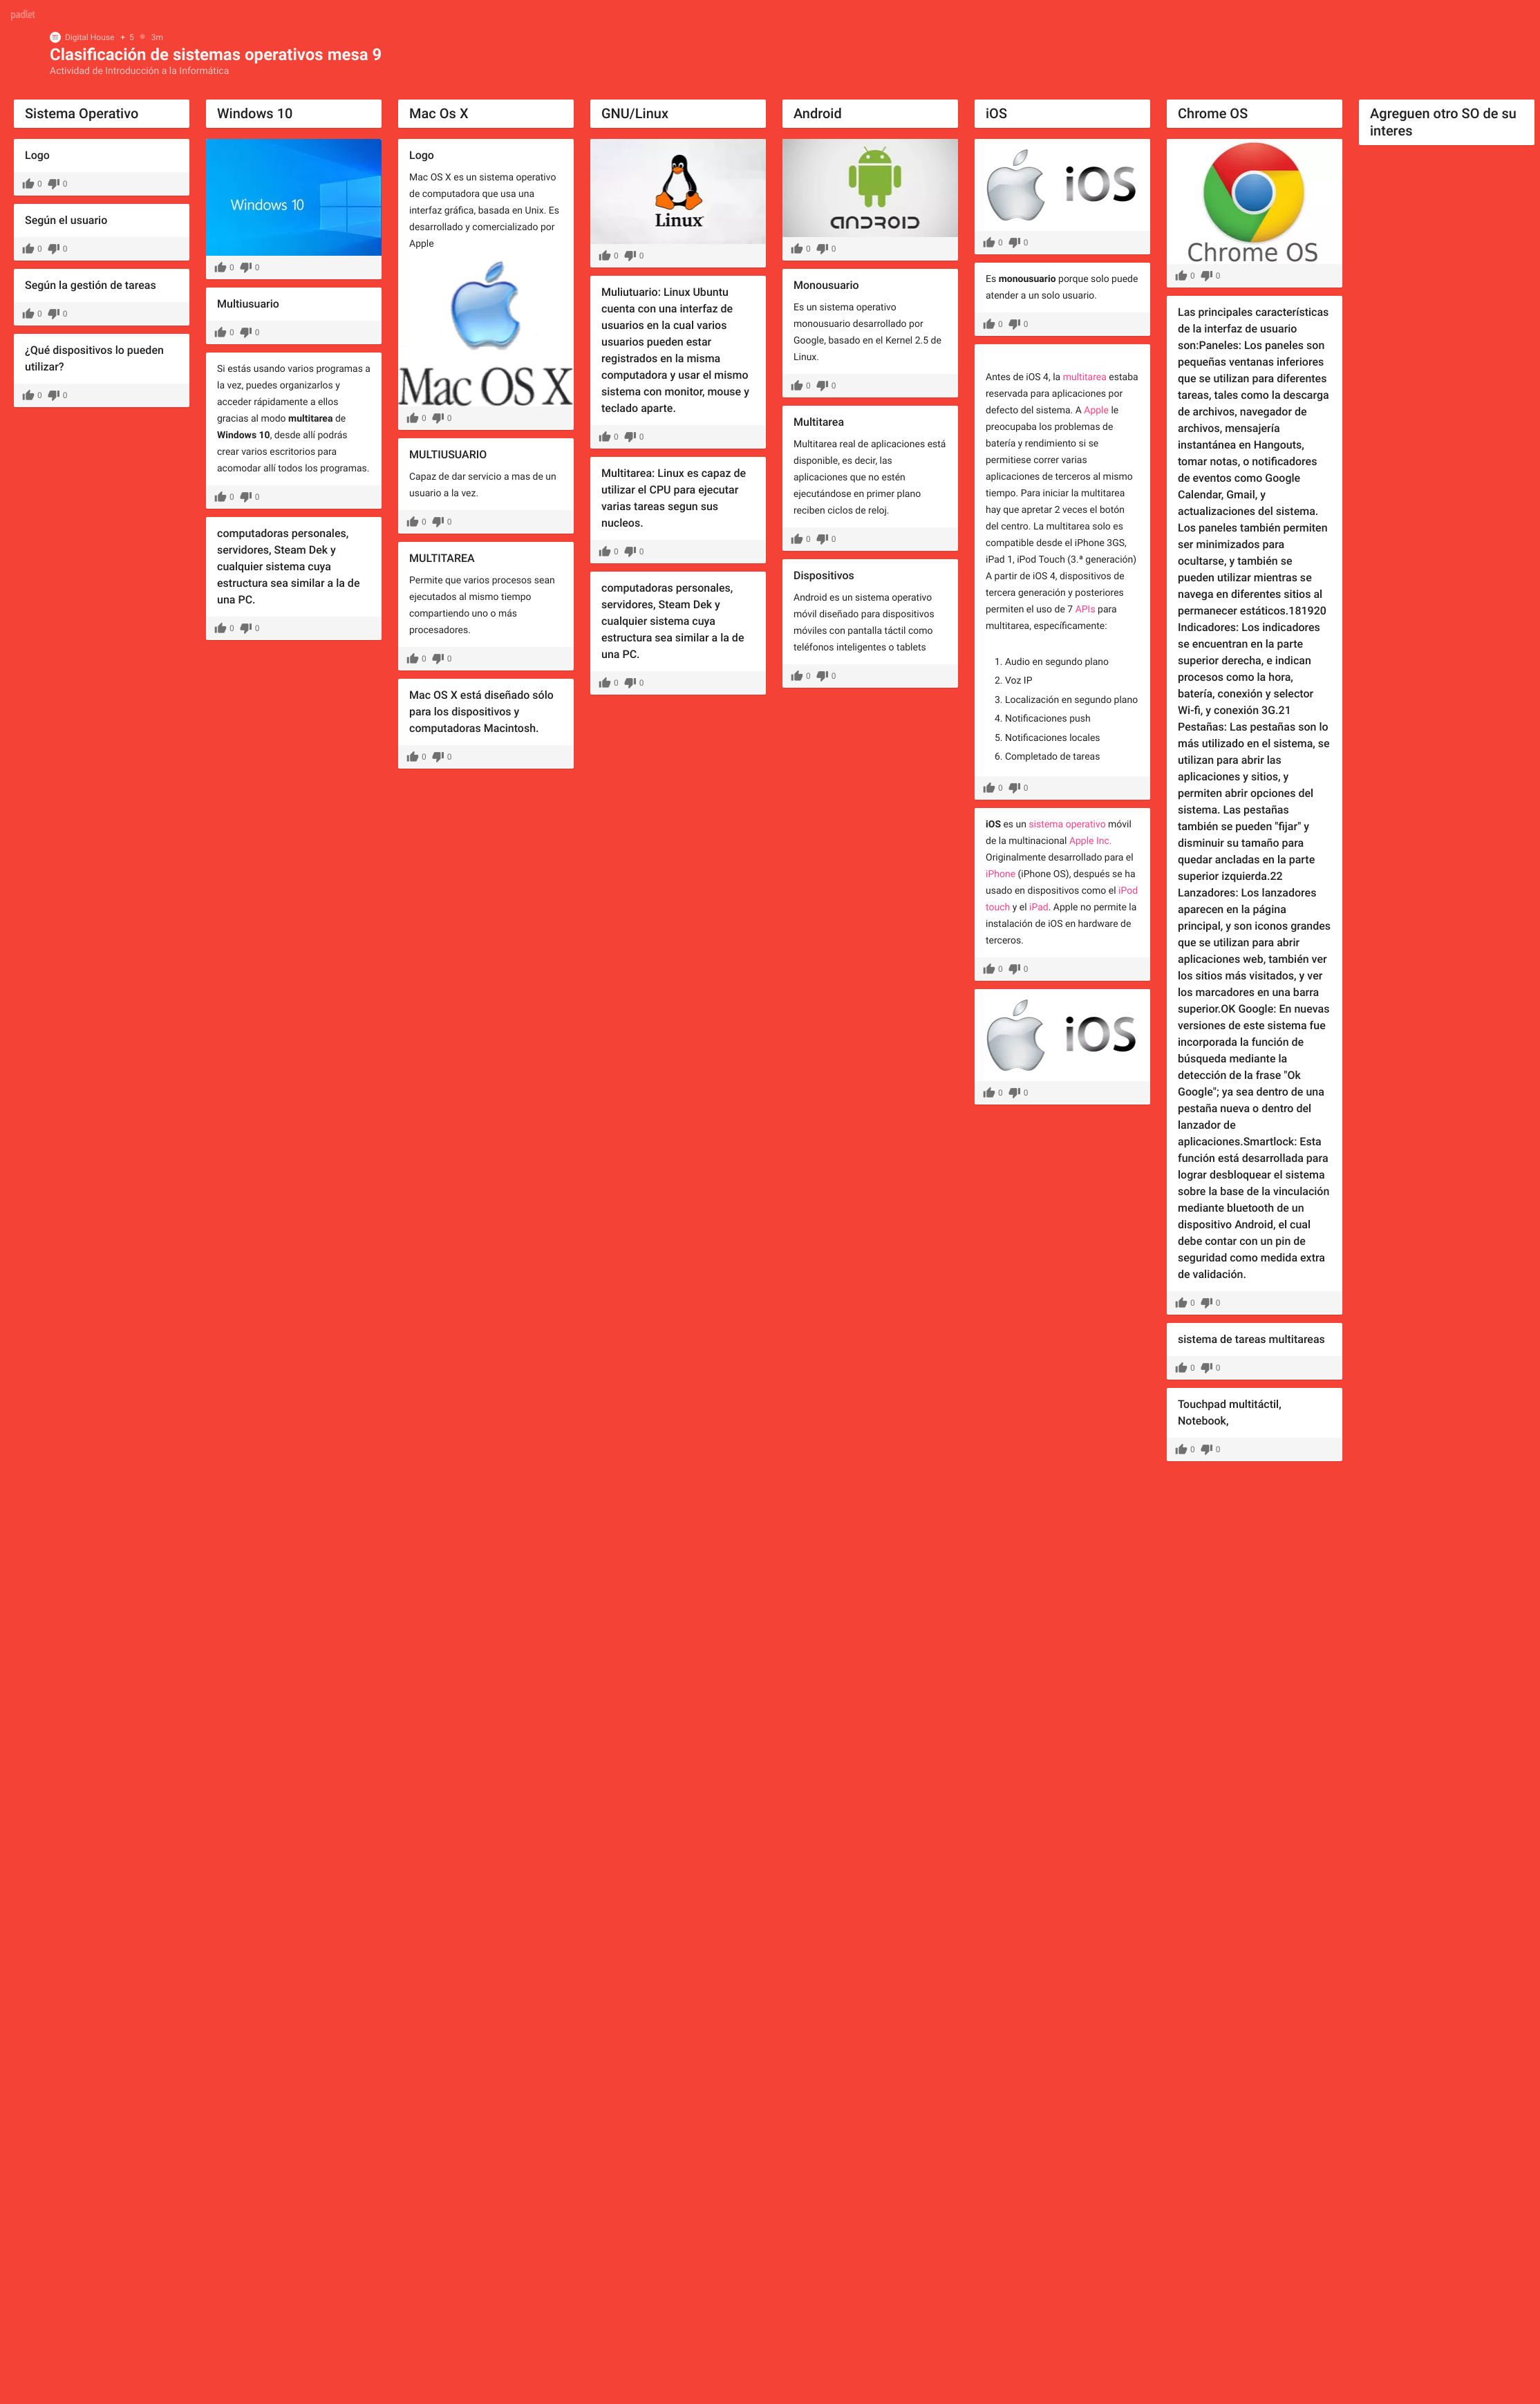 padlet
Digital House + 5 3m
Clasificación de sistemas operativos mesa 9
Actividad de Introducción a la Informática
Sistema Operativo
Logo
0 0
Según el usuario
0 0
Según la gestión de tareas
0 0
¿Qué dispositivos lo pueden
utilizar?
0 0
Windows 10
Windows 10
0 0
Multiusuario
0 0
Si estás usando varios programas a
la vez, puedes organizarlos y
acceder rápidamente a ellos
gracias al modo multitarea de
Windows 10, desde allí podrás
crear varios escritorios para
acomodar allí todos los programas.
0 0
computadoras personales,
servidores, Steam Dek y
cualquier sistema cuya
estructura sea similar a la de
una PC.
0 0
Mac Os X
Logo
Mac OS X es un sistema operativo
de computadora que usa una
interfaz gráfica, basada en Unix. Es
desarrollado y comercializado por
Apple
Mac OS X
0 0
MULTIUSUARIO
Capaz de dar servicio a mas de un
usuario a la vez.
0 0
MULTITAREA
Permite que varios procesos sean
ejecutados al mismo tiempo
compartiendo uno o más
procesadores.
0 0
Mac OS X está diseñado sólo
para los dispositivos y
computadoras Macintosh.
0 0
GNU/Linux
Linux
0 0
Muliutuario: Linux Ubuntu
cuenta con una interfaz de
usuarios en la cual varios
usuarios pueden estar
registrados en la misma
computadora y usar el mismo
sistema con monitor, mouse y
teclado aparte.
0 0
Multitarea: Linux es capaz de
utilizar el CPU para ejecutar
varias tareas segun sus
nucleos.
0 0
computadoras personales,
servidores, Steam Dek y
cualquier sistema cuya
estructura sea similar a la de
una PC.
0 0
Android
ANDROID
0 0
Monousuario
Es un sistema operativo
monousuario desarrollado por
Google, basado en el Kernel 2.5 de
Linux.
0 0
Multitarea
Multitarea real de aplicaciones está
disponible, es decir, las
aplicaciones que no estén
ejecutándose en primer plano
reciben ciclos de reloj.
0 0
Dispositivos
Android es un sistema operativo
móvil diseñado para dispositivos
móviles con pantalla táctil como
teléfonos inteligentes o tablets
0 0
iOS
iOS
0 0
Es monousuario porque solo puede
atender a un solo usuario.
0 0
Antes de iOS 4, la multitarea estaba
reservada para aplicaciones por
defecto del sistema. A Apple le
preocupaba los problemas de
batería y rendimiento si se
permitiese correr varias
aplicaciones de terceros al mismo
tiempo. Para iniciar la multitarea
hay que apretar 2 veces el botón
del centro. La multitarea solo es
compatible desde el iPhone 3GS,
iPad 1, iPod Touch (3.ª generación)
A partir de iOS 4, dispositivos de
tercera generación y posteriores
permiten el uso de 7 APIs para
multitarea, específicamente:
1. Audio en segundo plano
2. Voz IP
3. Localización en segundo plano
4. Notificaciones push
5. Notificaciones locales
6. Completado de tareas
0 0
iOS es un sistema operativo móvil
de la multinacional Apple Inc.
Originalmente desarrollado para el
iPhone (iPhone OS), después se ha
usado en dispositivos como el iPod
touch y el iPad. Apple no permite la
instalación de iOS en hardware de
terceros.
0 0
iOS
0 0
Chrome OS
Chrome OS
0 0
Las principales características
de la interfaz de usuario
son:Paneles: Los paneles son
pequeñas ventanas inferiores
que se utilizan para diferentes
tareas, tales como la descarga
de archivos, navegador de
archivos, mensajería
instantánea en Hangouts,
tomar notas, o notificadores
de eventos como Google
Calendar, Gmail, y
actualizaciones del sistema.
Los paneles también permiten
ser minimizados para
ocultarse, y también se
pueden utilizar mientras se
navega en diferentes sitios al
permanecer estáticos.181920
Indicadores: Los indicadores
se encuentran en la parte
superior derecha, e indican
procesos como la hora,
batería, conexión y selector
Wi-fi, y conexión 3G.21
Pestañas: Las pestañas son lo
más utilizado en el sistema, se
utilizan para abrir las
aplicaciones y sitios, y
permiten abrir opciones del
sistema. Las pestañas
también se pueden "fijar" y
disminuir su tamaño para
quedar ancladas en la parte
superior izquierda.22
Lanzadores: Los lanzadores
aparecen en la página
principal, y son iconos grandes
que se utilizan para abrir
aplicaciones web, también ver
los sitios más visitados, y ver
los marcadores en una barra
superior.OK Google: En nuevas
versiones de este sistema fue
incorporada la función de
búsqueda mediante la
detección de la frase "Ok
Google"; ya sea dentro de una
pestaña nueva o dentro del
lanzador de
aplicaciones.Smartlock: Esta
función está desarrollada para
lograr desbloquear el sistema
sobre la base de la vinculación
mediante bluetooth de un
dispositivo Android, el cual
debe contar con un pin de
seguridad como medida extra
de validación.
0 0
sistema de tareas multitareas
0 0
Touchpad multitáctil,
Notebook,
0 0
Agreguen otro SO de su
interes